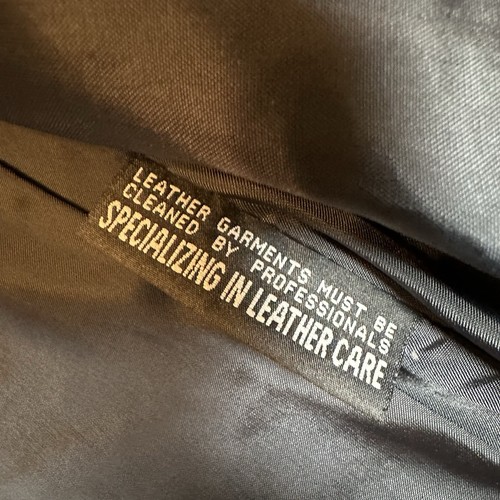 LEATHER GARMENTS MUST BE
CLEANED BY PROFESSIONALS
SPECIALIZING IN LEATHER CARE